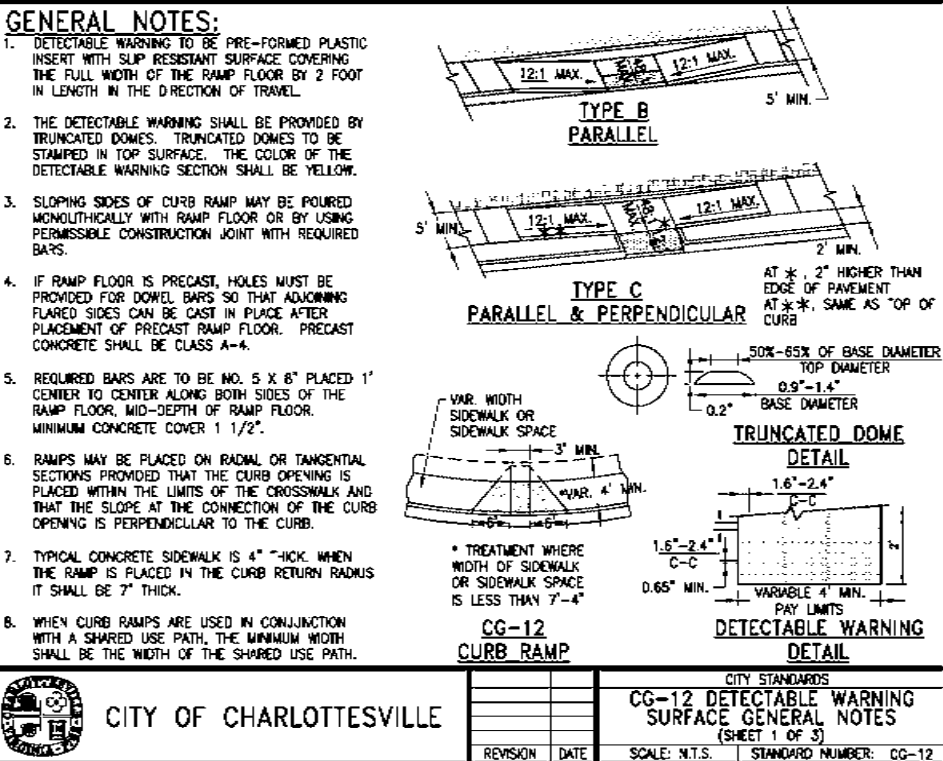 GENERAL NOTES:
1. DETECTABLE WARNING TO BE PRE-FORMED PLASTIC
INSERT WITH SLIP RESISTANT SURFACE COVERING
THE FULL WIDTH OF THE RAMP FLOOR BY 2 FOOT
IN LENGTH IN THE DIRECTION OF TRAVEL
2. THE DETECTABLE WARNING SHALL BE PROVIDED BY
TRUNCATED DOMES. TRUNCATED DOMES TO BE
STAMPED IN TOP SURFACE. THE COLOR OF THE
DETECTABLE WARNING SECTION SHALL BE YELLOW.
3. SLOPING SIDES OF CURB RAMP MAY BE POURED
MONOLITHICALLY WITH RAMP FLOOR OR BY USING
PERMISSIBLE CONSTRUCTION JOINT WITH REQUIRED
BARS.
4. IF RAMP FLOOR IS PRECAST, HOLES MUST BE
PROVIDED FOR DOWEL BARS SO THAT ADJOINING
FLARED SIDES CAN BE CAST IN PLACE AFTER
PLACEMENT OF PRECAST RAMP FLOOR. PRECAST
CONCRETE SHALL BE CLASS A-4.
5. REQUIRED BARS ARE TO BE NO. 5 X 8" PLACED 1'
CENTER TO CENTER ALONG BOTH SIDES OF THE
RAMP FLOOR, MID-DEPTH OF RAMP FLOOR.
MINIMUM CONCRETE COVER 1 1/2".
6. RAMPS MAY BE PLACED ON RADIAL OR TANGENTIAL
SECTIONS PROVIDED THAT THE CURB OPENING IS
PLACED WITHIN THE LIMITS OF THE CROSSWALK AND
THAT THE SLOPE AT THE CONNECTION OF THE CURB
OPENING IS PERPENDICULAR TO THE CURB.
7. TYPICAL CONCRETE SIDEWALK IS 4" THICK. WHEN
THE RAMP IS PLACED IN THE CURB RETURN RADIUS
IT SHALL BE 7" THICK.
8. WHEN CURB RAMPS ARE USED IN CONJUNCTION
WITH A SHARED USE PATH, THE MINIMUM WIDTH
SHALL BE THE WIDTH OF THE SHARED USE PATH.
12:1 MAX.
12:1 MAX.
5' MIN.
TYPE B
PARALLEL
5' MIN.
12:1 MAX.
12:1 MAX.
2' MIN.
TYPE C
PARALLEL & PERPENDICULAR
AT *, 2" HIGHER THAN
EDGE OF PAVEMENT
AT **, SAME AS TOP OF
CURB
50%-65% OF BASE DIAMETER
TOP DIAMETER
0.9"-1.4"
BASE DIAMETER
0.2"
TRUNCATED DOME
DETAIL
VAR. WIDTH
SIDEWALK OR
SIDEWALK SPACE
3' MIN.
*VAR. 4' MIN.
6"
6"
* TREATMENT WHERE
WIDTH OF SIDEWALK
OR SIDEWALK SPACE
IS LESS THAN 7'-4"
CG-12
CURB RAMP
1.6"-2.4"
C-C
1.6"-2.4"
C-C
0.65" MIN.
2'
VARIABLE 4' MIN.
PAY LIMITS
DETECTABLE WARNING
DETAIL
CITY OF CHARLOTTESVILLE
REVISION DATE
CITY STANDARDS
CG-12 DETECTABLE WARNING
SURFACE GENERAL NOTES
(SHEET 1 OF 3)
SCALE: N.T.S. STANDARD NUMBER: CG-12